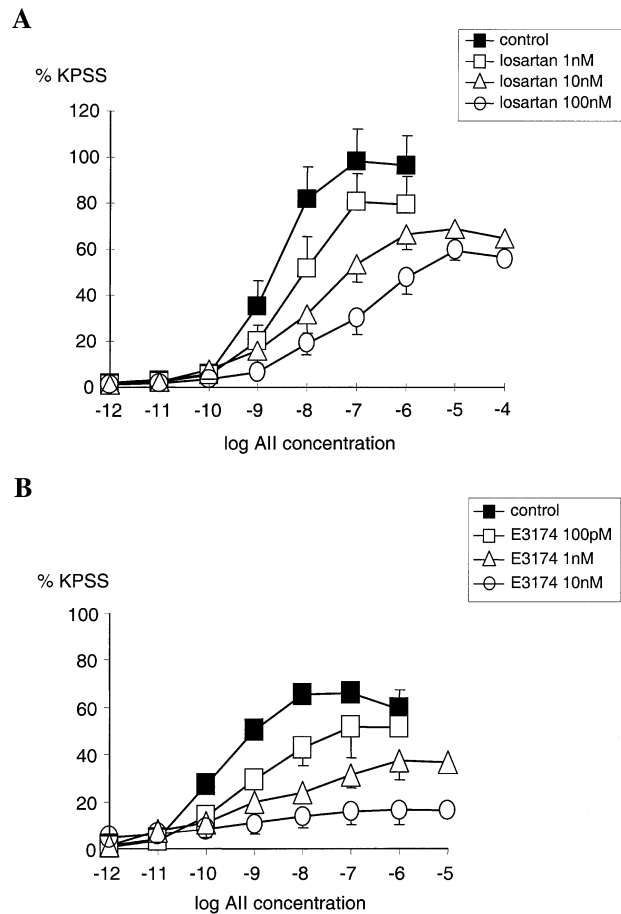 A
control
losartan 1nM
losartan 10nM
losartan 100nM
% KPSS
120
100
80
60
40
20
0
-12 -11 -10 -9 -8 -7 -6 -5 -4
log AII concentration
B
control
E3174 100pM
E3174 1nM
E3174 10nM
% KPSS
100
80
60
40
20
0
-12 -11 -10 -9 -8 -7 -6 -5
log AII concentration